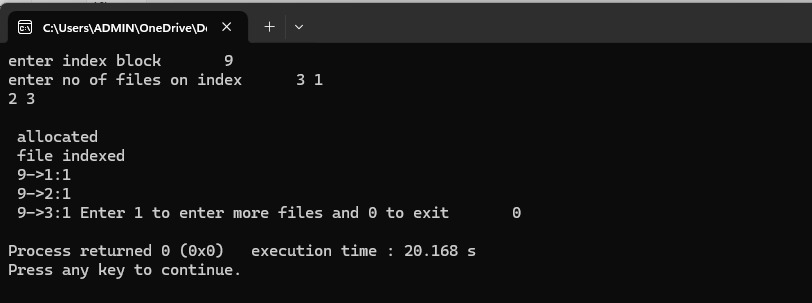 C:\Users\ADMIN\OneDrive\De
enter index block 9
enter no of files on index 3 1
2 3
allocated
file indexed
9->1:1
9->2:1
9->3:1 Enter 1 to enter more files and 0 to exit 0
Process returned 0 (0x0) execution time : 20.168 s
Press any key to continue.